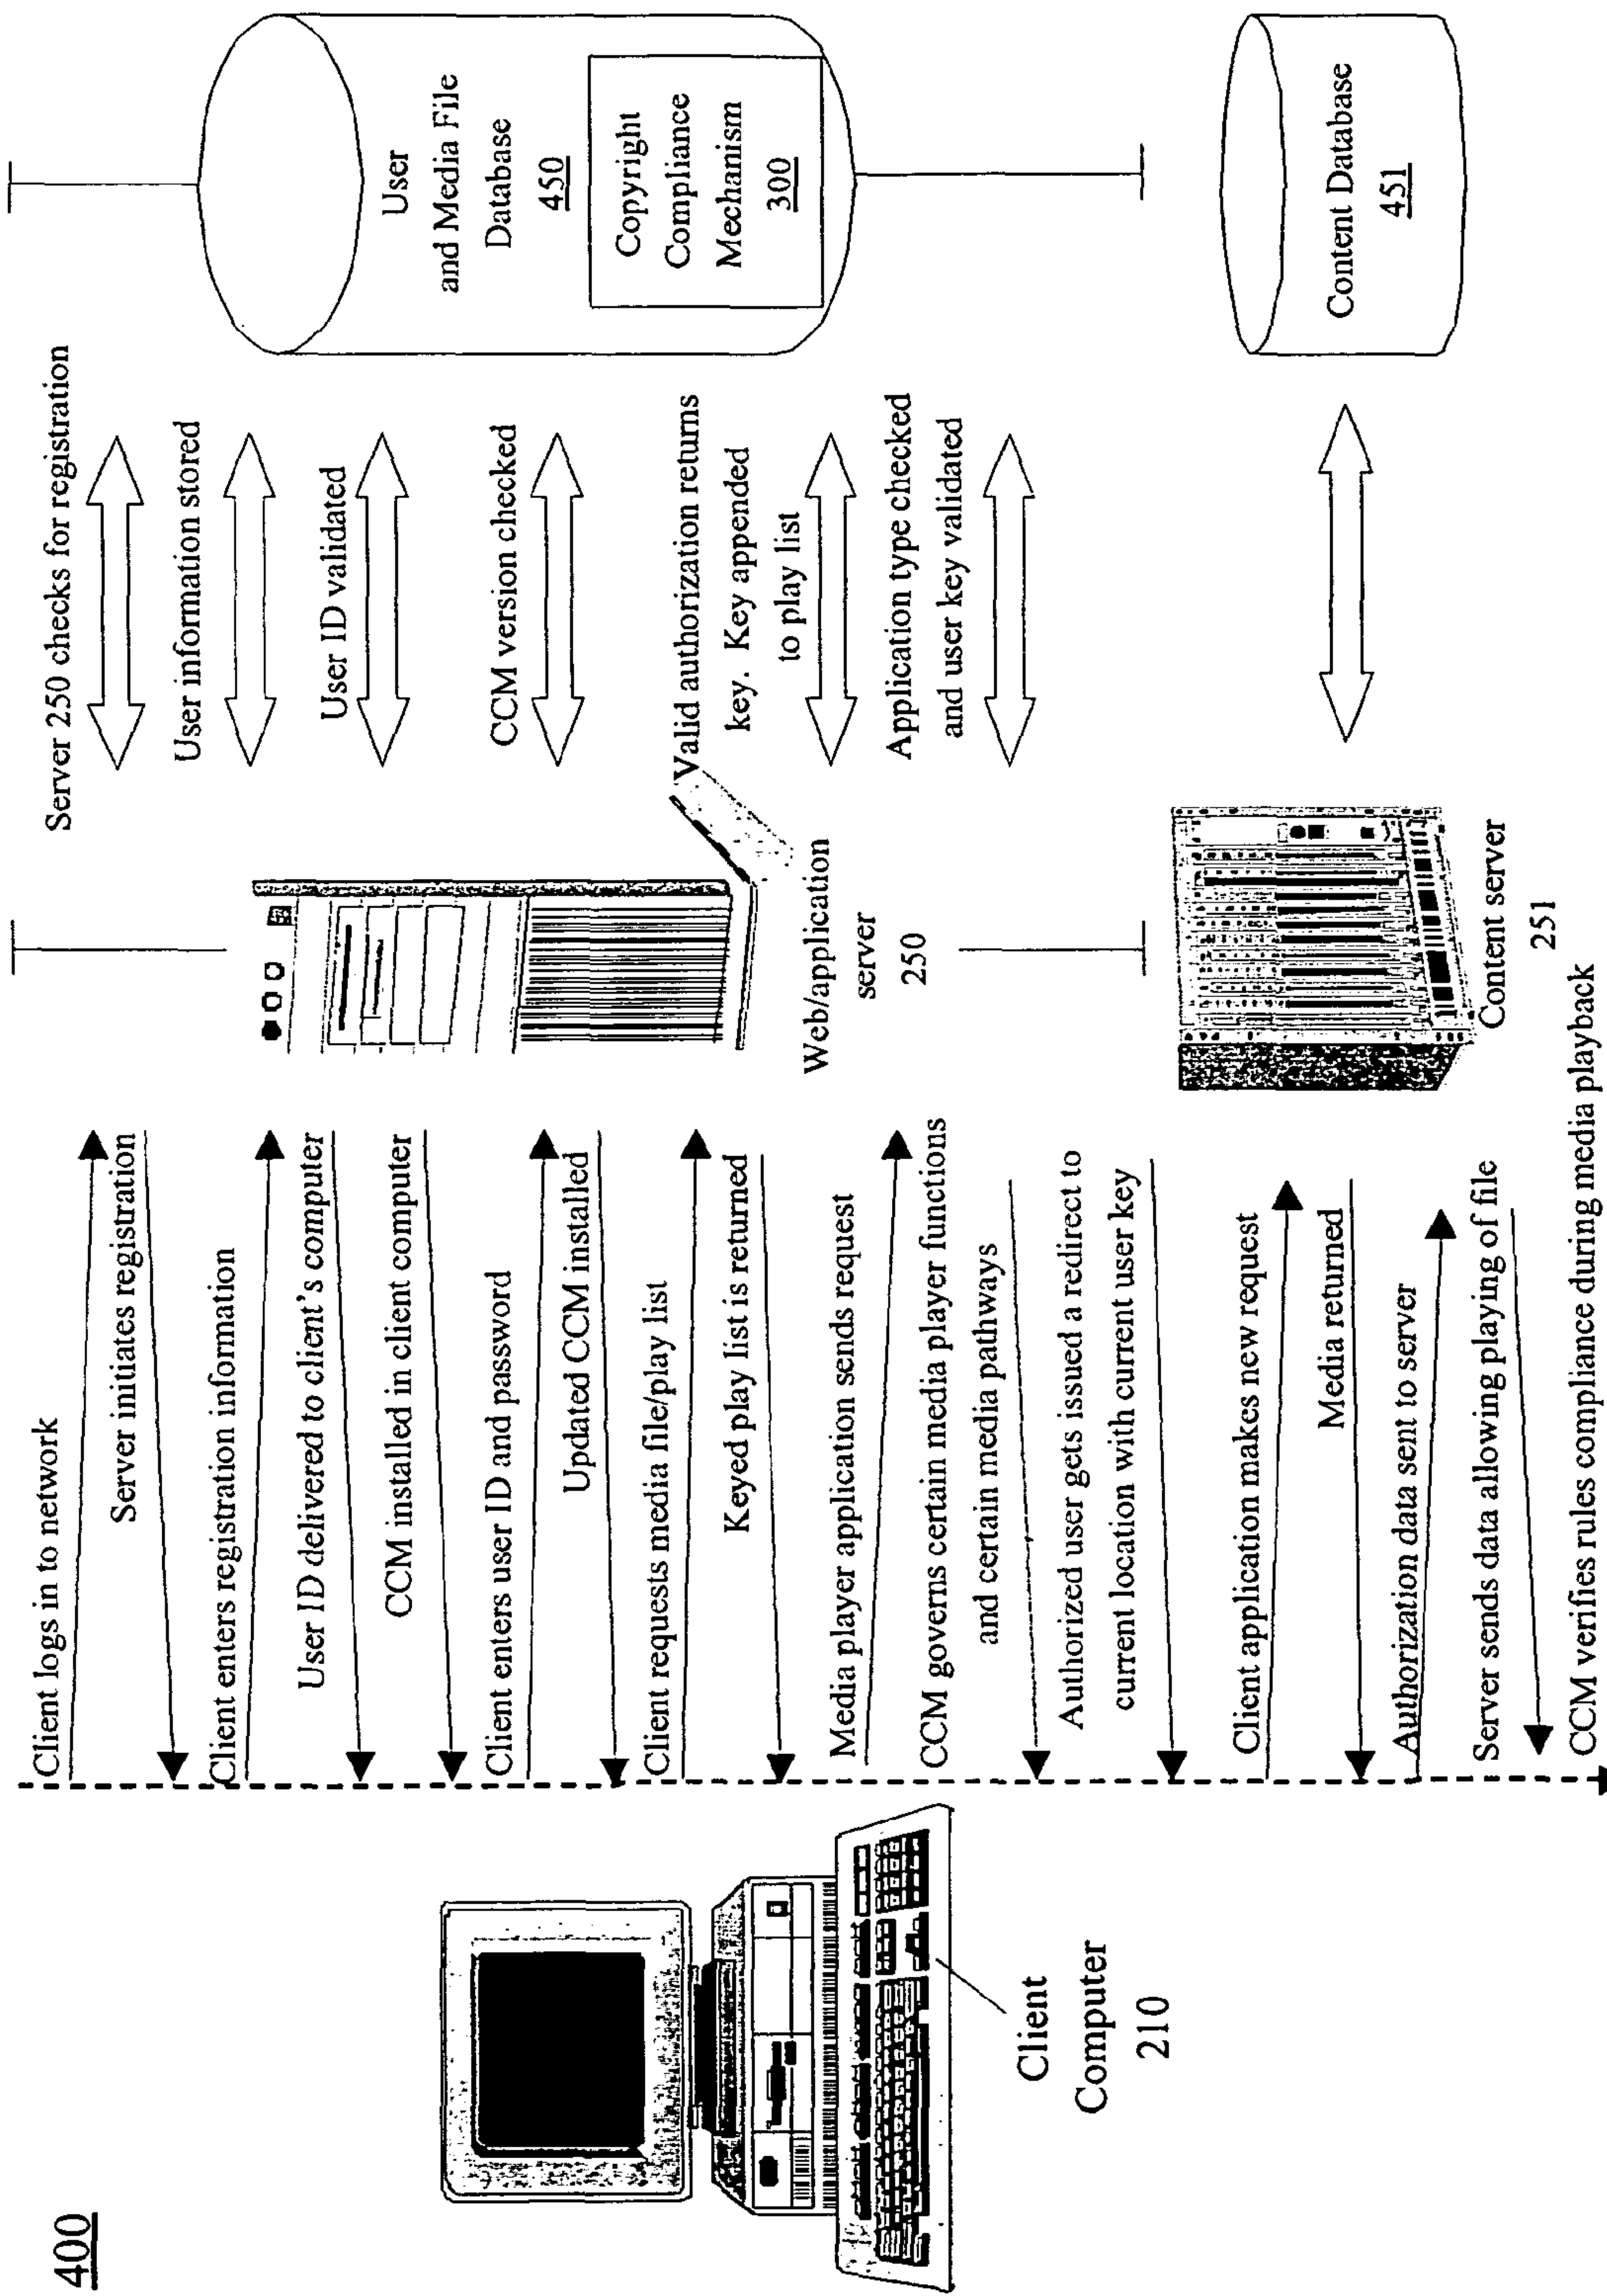 400
Client
Computer
210
Client logs in to network
Server initiates registration
Client enters registration information
User ID delivered to client's computer
CCM installed in client computer
Client enters user ID and password
Updated CCM installed
Client requests media file/play list
Keyed play list is returned
Media player application sends request
CCM governs certain media player functions
and certain media pathways
Authorized user gets issued a redirect to
current location with current user key
Client application makes new request
Media returned
Authorization data sent to server
Server sends data allowing playing of file
CCM verifies rules compliance during media playback
Web/application
server
250
Content server
251
Server 250 checks for registration
User information stored
User ID validated
CCM version checked
Valid authorization returns
key. Key appended
to play list
Application type checked
and user key validated
User
and Media File
Database
450
Copyright
Compliance
Mechanism
300
Content Database
451